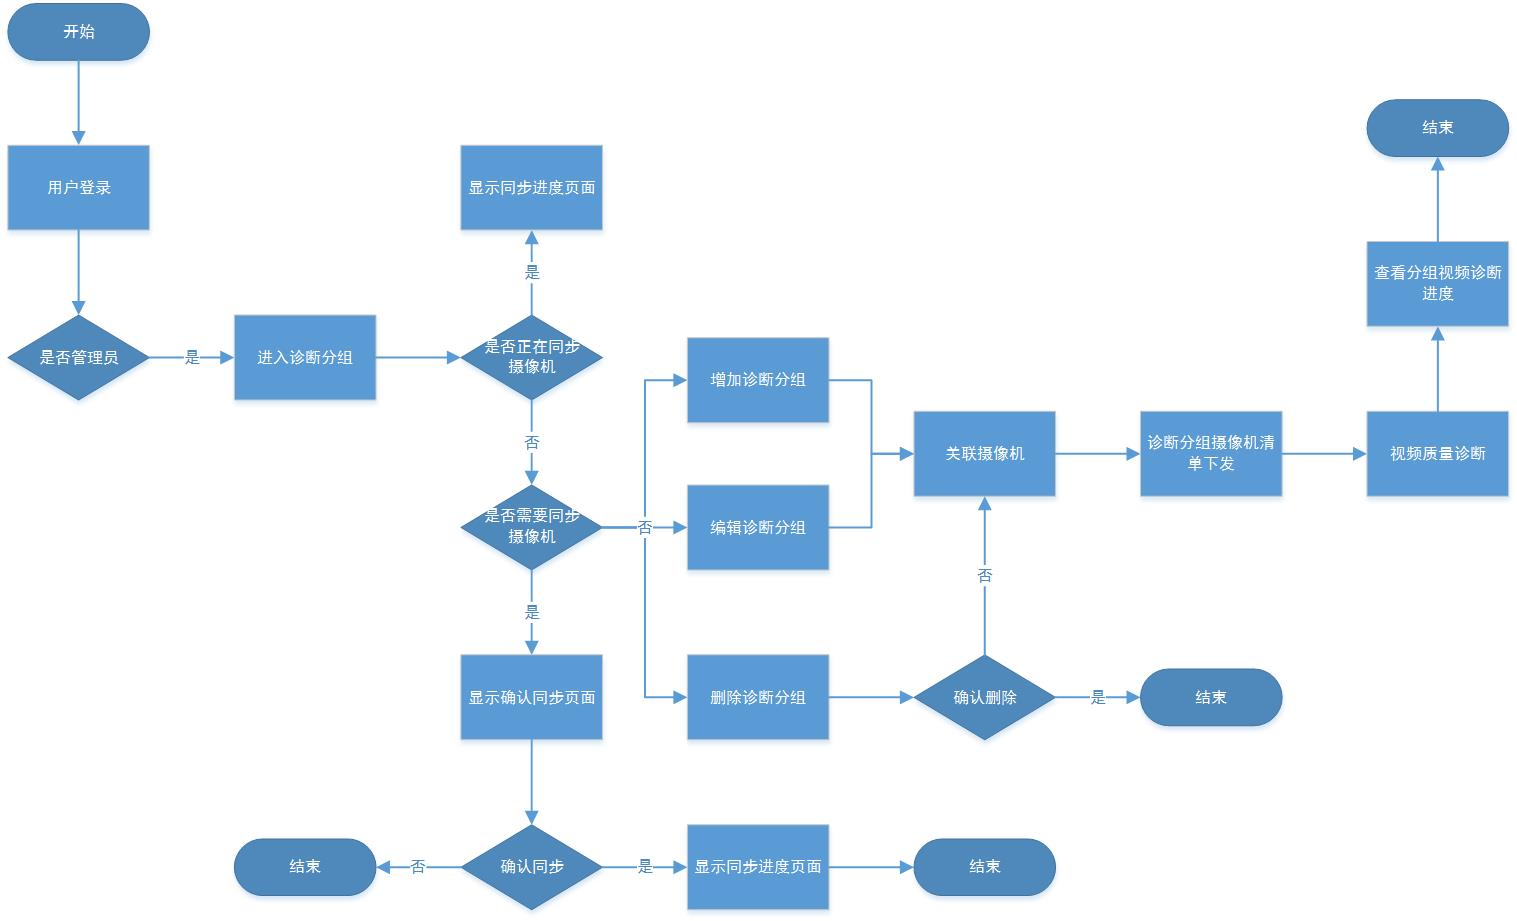 开始
用户登录
是否管理员
是
进入诊断分组
显示同步进度页面
是
是否正在同步
摄像机
否
是否需要同步
摄像机
否
是
显示确认同步页面
确认同步
否
结束
是
显示同步进度页面
结束
增加诊断分组
编辑诊断分组
删除诊断分组
确认删除
是
结束
否
关联摄像机
诊断分组摄像机清
单下发
视频质量诊断
查看分组视频诊断
进度
结束